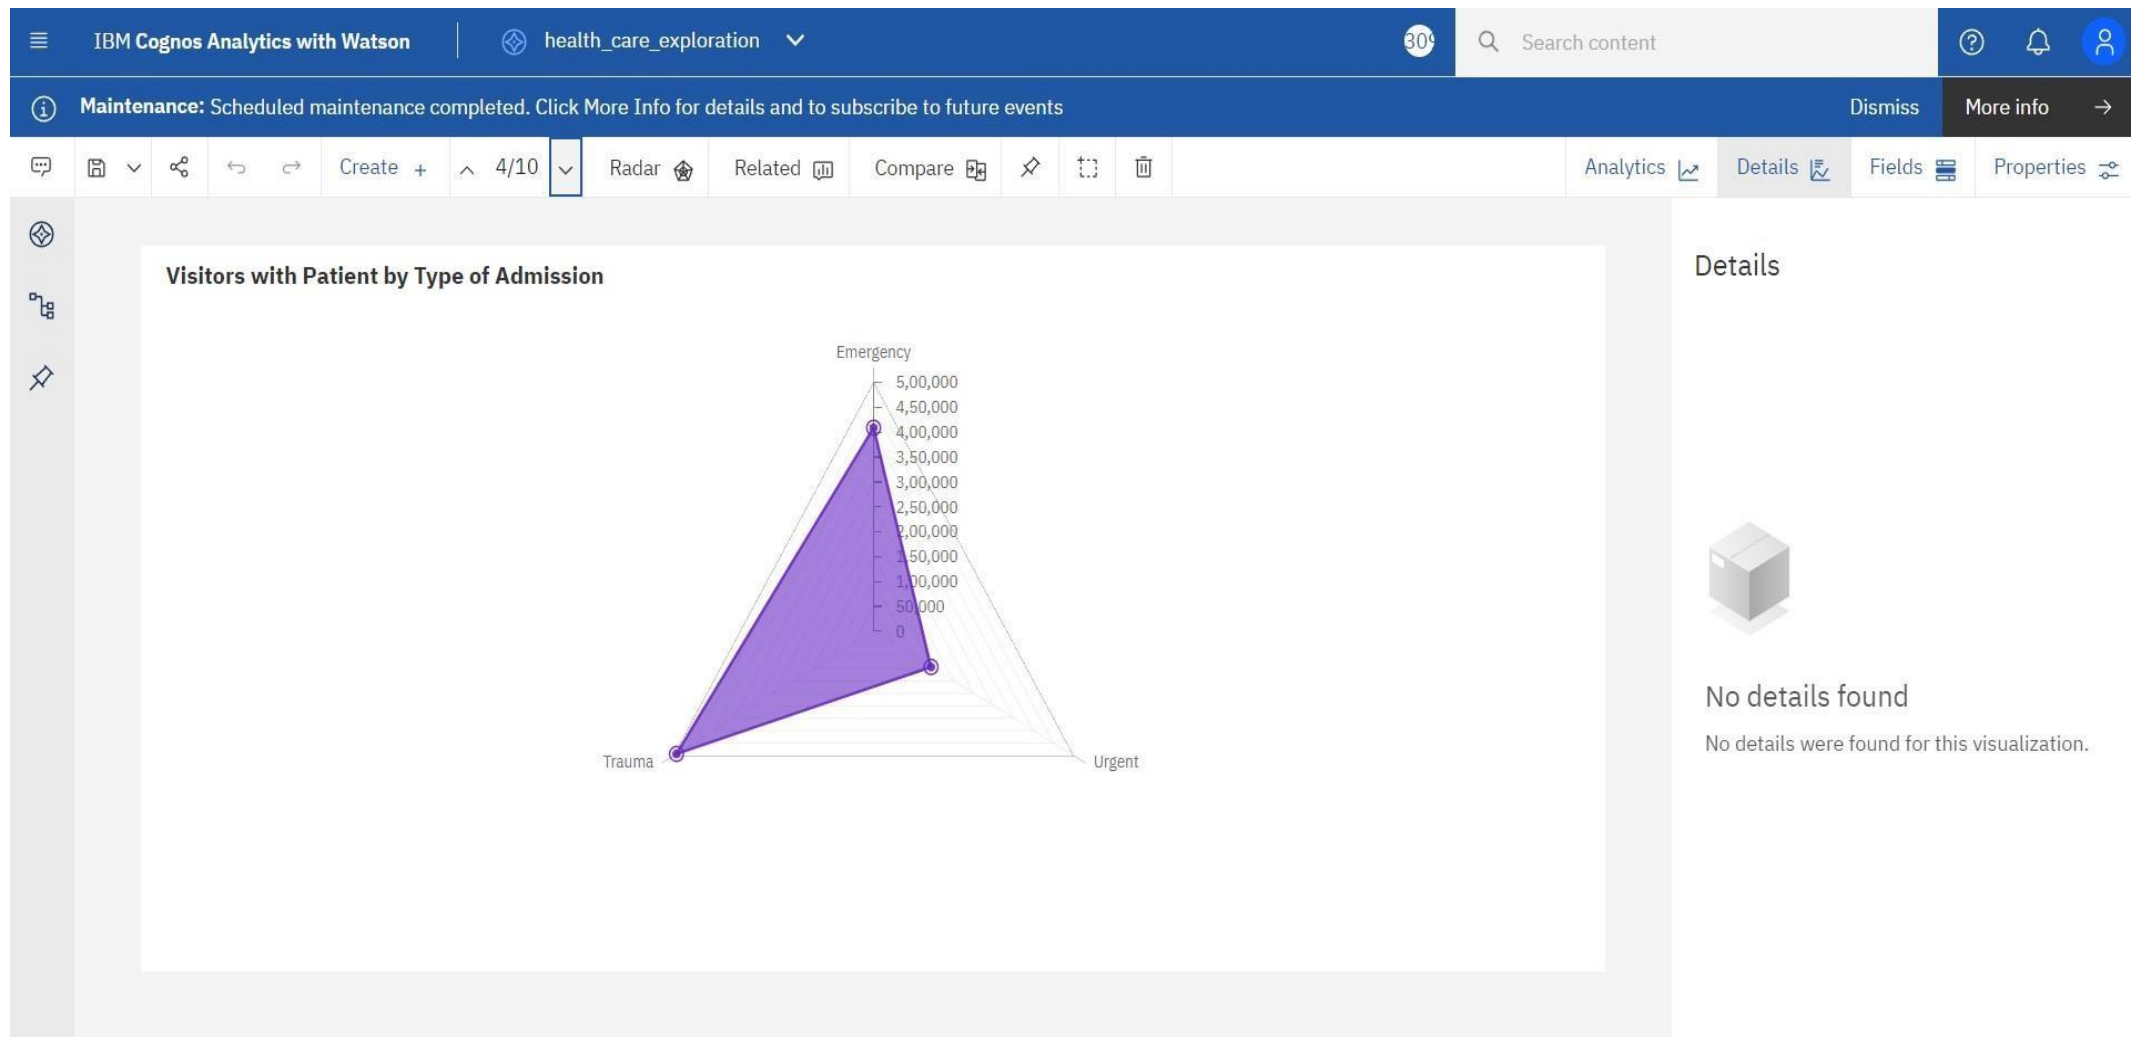 IBM Cognos Analytics with Watson
health_care_exploration
Search content
Maintenance: Scheduled maintenance completed. Click More Info for details and to subscribe to future events
Dismiss
More info
Create
4/10
Radar
Related
Compare
Analytics
Details
Fields
Properties
Visitors with Patient by Type of Admission
Emergency
5,00,000
4,50,000
4,00,000
3,50,000
3,00,000
2,50,000
2,00,000
1,50,000
1,00,000
50,000
0
Trauma
Urgent
Details
No details found
No details were found for this visualization.